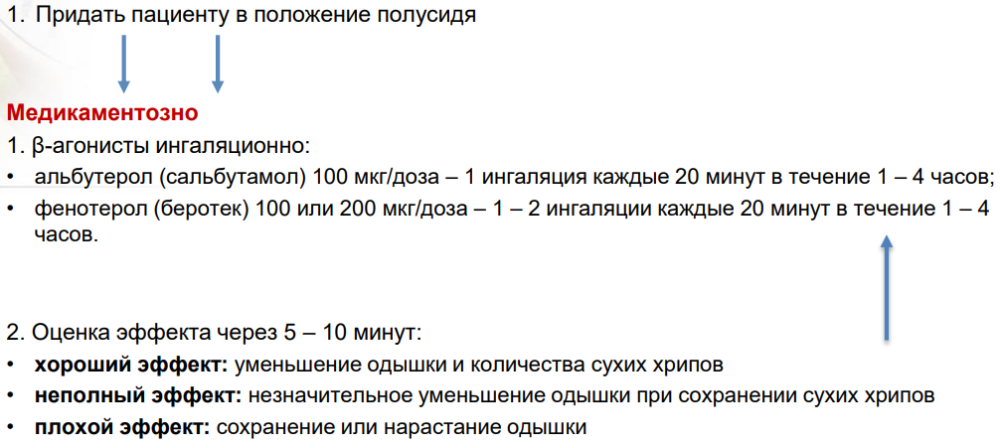 1. Придать пациенту в положение полусидя
Медикаментозно
1. β-агонисты ингаляционно:
• альбутерол (сальбутамол) 100 мкг/доза – 1 ингаляция каждые 20 минут в течение 1 – 4 часов;
• фенотерол (беротек) 100 или 200 мкг/доза – 1 – 2 ингаляции каждые 20 минут в течение 1 – 4
часов.
2. Оценка эффекта через 5 – 10 минут:
• хороший эффект: уменьшение одышки и количества сухих хрипов
• неполный эффект: незначительное уменьшение одышки при сохранении сухих хрипов
• плохой эффект: сохранение или нарастание одышки